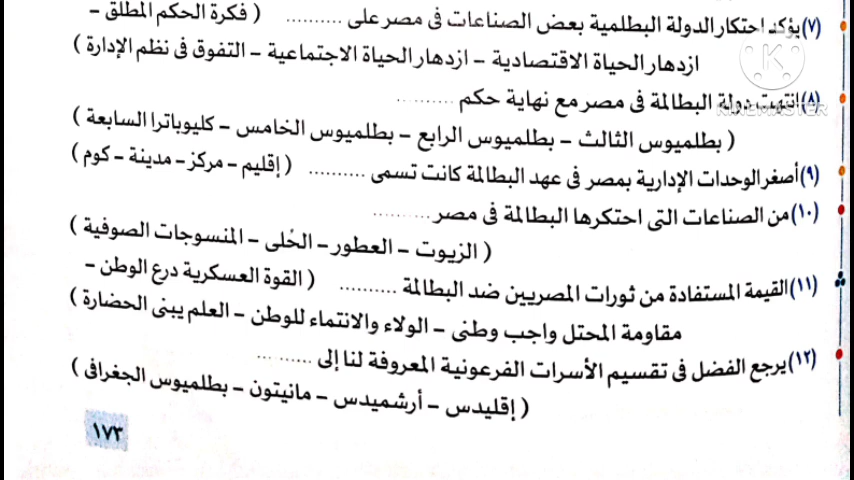 (٧) يؤكد احتكار الدولة البطلمية بعض الصناعات فى مصر على .......... ( فكرة الحكم المطلق –
ازدهار الحياة الاقتصادية – ازدهار الحياة الاجتماعية – التفوق فى نظم الإدارة )
(٨) انتهت دولة البطالمة فى مصر مع نهاية حكم ..........
( بطلميوس الثالث – بطلميوس الرابع – بطلميوس الخامس – كليوباترا السابعة )
(٩) أصغر الوحدات الإدارية بمصر فى عهد البطالمة كانت تسمى .......... ( إقليم – مركز – مدينة – كوم )
(١٠) من الصناعات التى احتكرها البطالمة فى مصر ..........
( الزيوت – العطور – الحُلى – المنسوجات الصوفية )
(١١) القيمة المستفادة من ثورات المصريين ضد البطالمة .......... ( القوة العسكرية درع الوطن –
مقاومة المحتل واجب وطنى – الولاء والانتماء للوطن – العلم يبنى الحضارة )
(١٢) يرجع الفضل فى تقسيم الأسرات الفرعونية المعروفة لنا إلى ..........
( إقليدس – أرشميدس – مانيتون – بطلميوس الجغرافى )
١٧٣
K
KINEMASTER